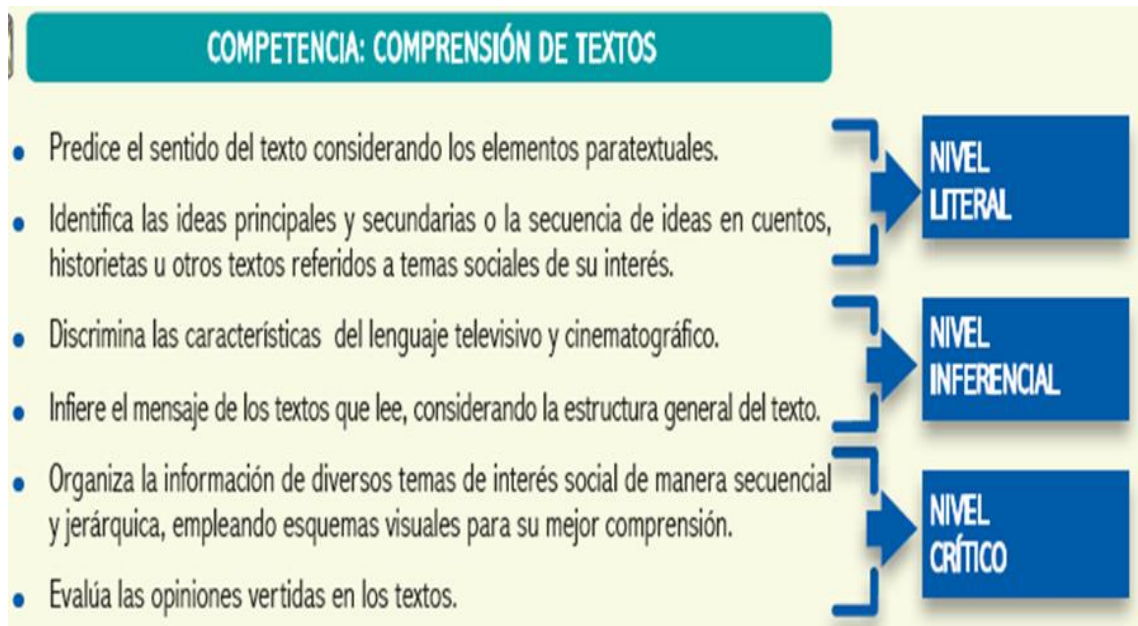 COMPETENCIA: COMPRENSIÓN DE TEXTOS
• Predice el sentido del texto considerando los elementos paratextuales.
• Identifica las ideas principales y secundarias o la secuencia de ideas en cuentos,
historietas u otros textos referidos a temas sociales de su interés.
NIVEL
LITERAL
• Discrimina las características del lenguaje televisivo y cinematográfico.
• Infiere el mensaje de los textos que lee, considerando la estructura general del texto.
NIVEL
INFERENCIAL
• Organiza la información de diversos temas de interés social de manera secuencial
y jerárquica, empleando esquemas visuales para su mejor comprensión.
• Evalúa las opiniones vertidas en los textos.
NIVEL
CRÍTICO